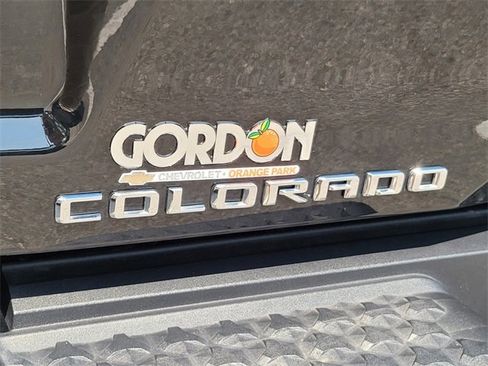 GORDON
CHEVROLET • ORANGE PARK
COLORADO